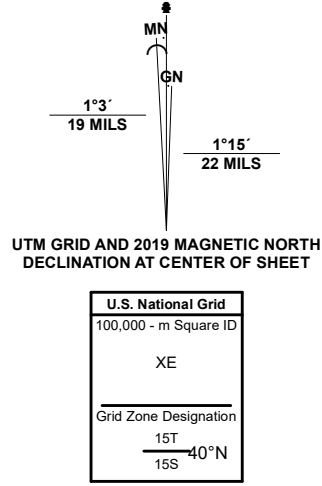 MN
GN
1°3´
19 MILS
1°15´
22 MILS
UTM GRID AND 2019 MAGNETIC NORTH
DECLINATION AT CENTER OF SHEET
U.S. National Grid
100,000 - m Square ID
XE
Grid Zone Designation
15T
40°N
15S